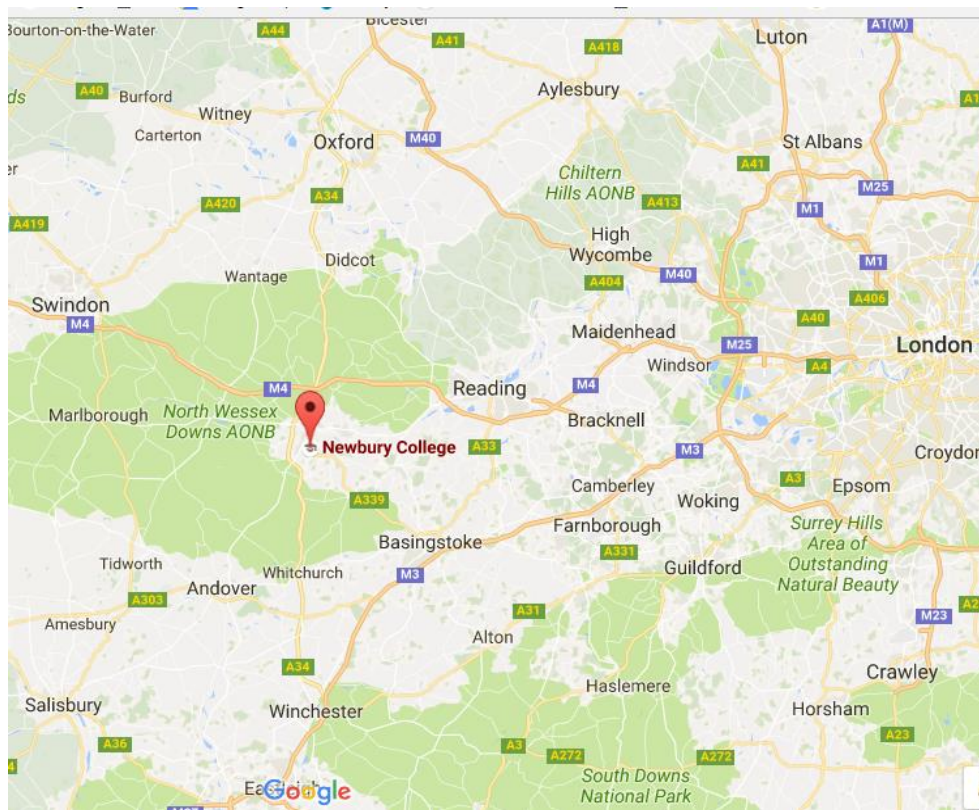 Bicester
A44
A41
A418
Luton
A1(M)
Bourton-on-the-Water
A40
Burford
Witney
Aylesbury
Carterton
Oxford
M40
St Albans
A41
M25
Chiltern
Hills AONB
A34
A420
A413
M1
A419
High
Wycombe
Didcot
Wantage
M40
M1
A404
A406
Swindon
M4
A40
Maidenhead
M25
London
Windsor
A4
M4
Reading
M4
Marlborough
North Wessex
Downs AONB
Bracknell
Newbury College
A33
M3
Croydon
A3
Epsom
Camberley
Woking
A339
Farnborough
Surrey Hills
Area of
Outstanding
Natural Beauty
Basingstoke
A331
Guildford
Tidworth
Whitchurch
M3
Andover
A303
A31
M23
Amesbury
Alton
A34
Crawley
Haslemere
Salisbury
Winchester
Horsham
A36
A3
A272
A272
A23
South Downs
National Park
Google